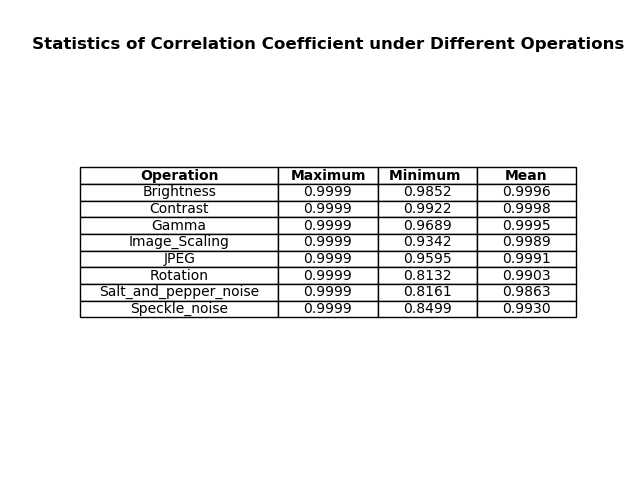 Statistics of Correlation Coefficient under Different Operations
Operation Maximum Minimum Mean
Brightness 0.9999 0.9852 0.9996
Contrast 0.9999 0.9922 0.9998
Gamma 0.9999 0.9689 0.9995
Image_Scaling 0.9999 0.9342 0.9989
JPEG 0.9999 0.9595 0.9991
Rotation 0.9999 0.8132 0.9903
Salt_and_pepper_noise 0.9999 0.8161 0.9863
Speckle_noise 0.9999 0.8499 0.9930